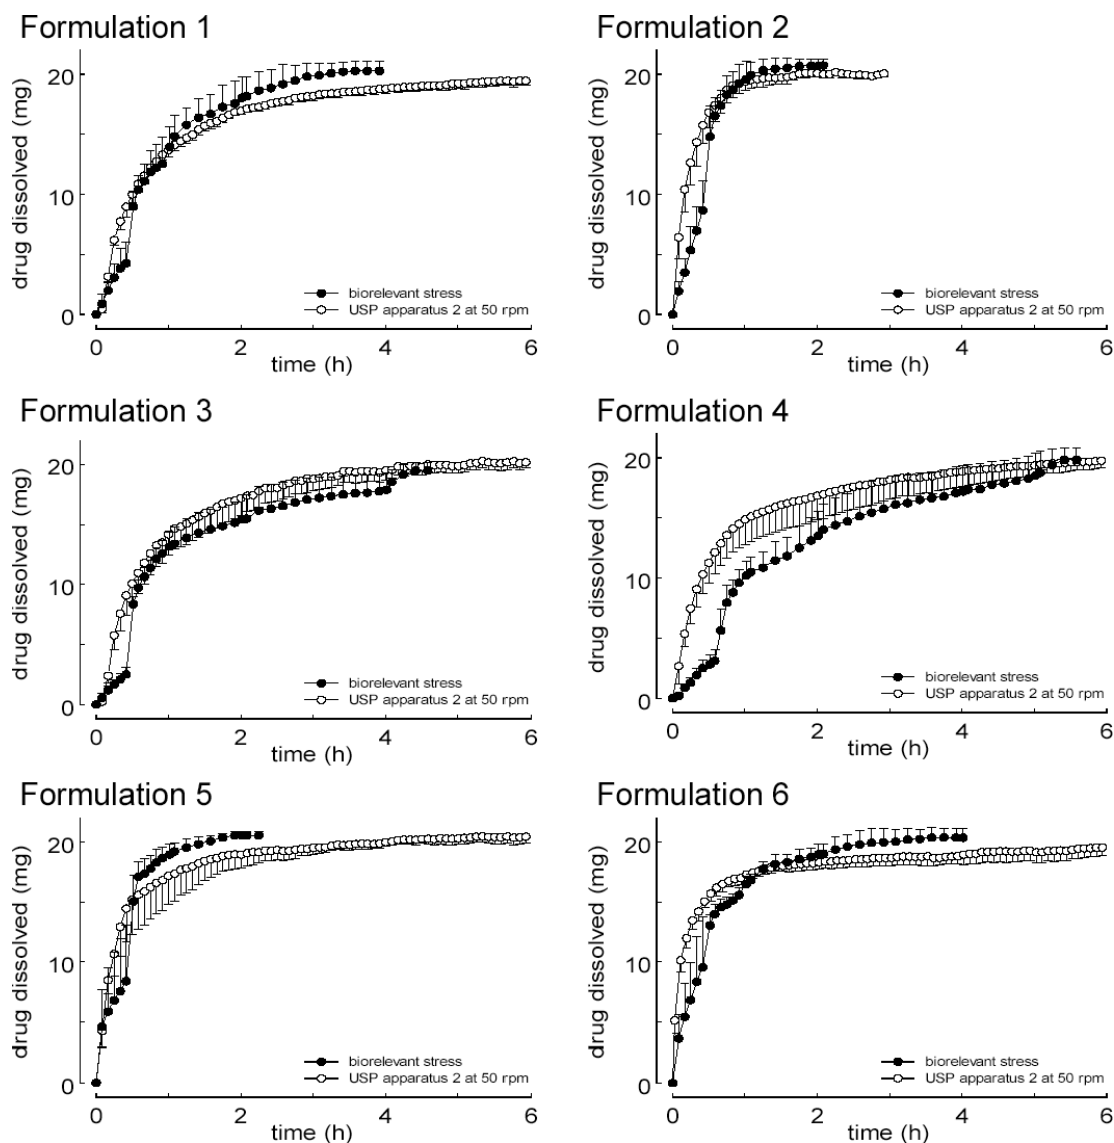 Formulation 1
20
10
0
drug dissolved (mg)
biorelevant stress
USP apparatus 2 at 50 rpm
0 2 4 6
time (h)
Formulation 2
20
10
0
drug dissolved (mg)
biorelevant stress
USP apparatus 2 at 50 rpm
0 2 4 6
time (h)
Formulation 3
20
10
0
drug dissolved (mg)
biorelevant stress
USP apparatus 2 at 50 rpm
0 2 4 6
time (h)
Formulation 4
20
10
0
drug dissolved (mg)
biorelevant stress
USP apparatus 2 at 50 rpm
0 2 4 6
time (h)
Formulation 5
20
10
0
drug dissolved (mg)
biorelevant stress
USP apparatus 2 at 50 rpm
0 2 4 6
time (h)
Formulation 6
20
10
0
drug dissolved (mg)
biorelevant stress
USP apparatus 2 at 50 rpm
0 2 4 6
time (h)